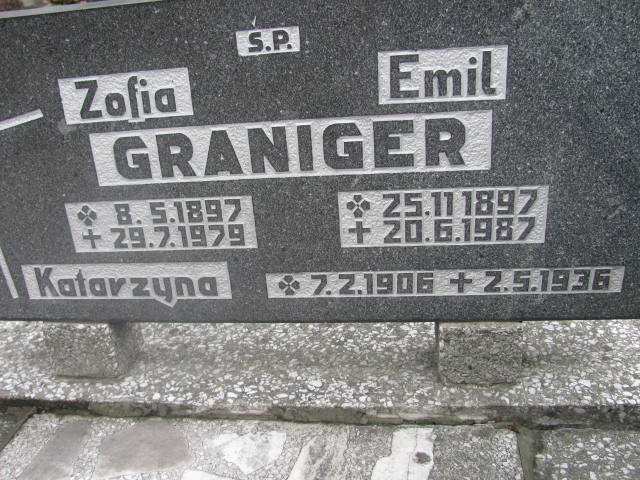 S.P.
Zofia Emil
GRANIGER
8.5.1897 25.11.1897
+ 29.7.1979 + 20.6.1987
Katarzyna 7.2.1906 + 2.5.1936